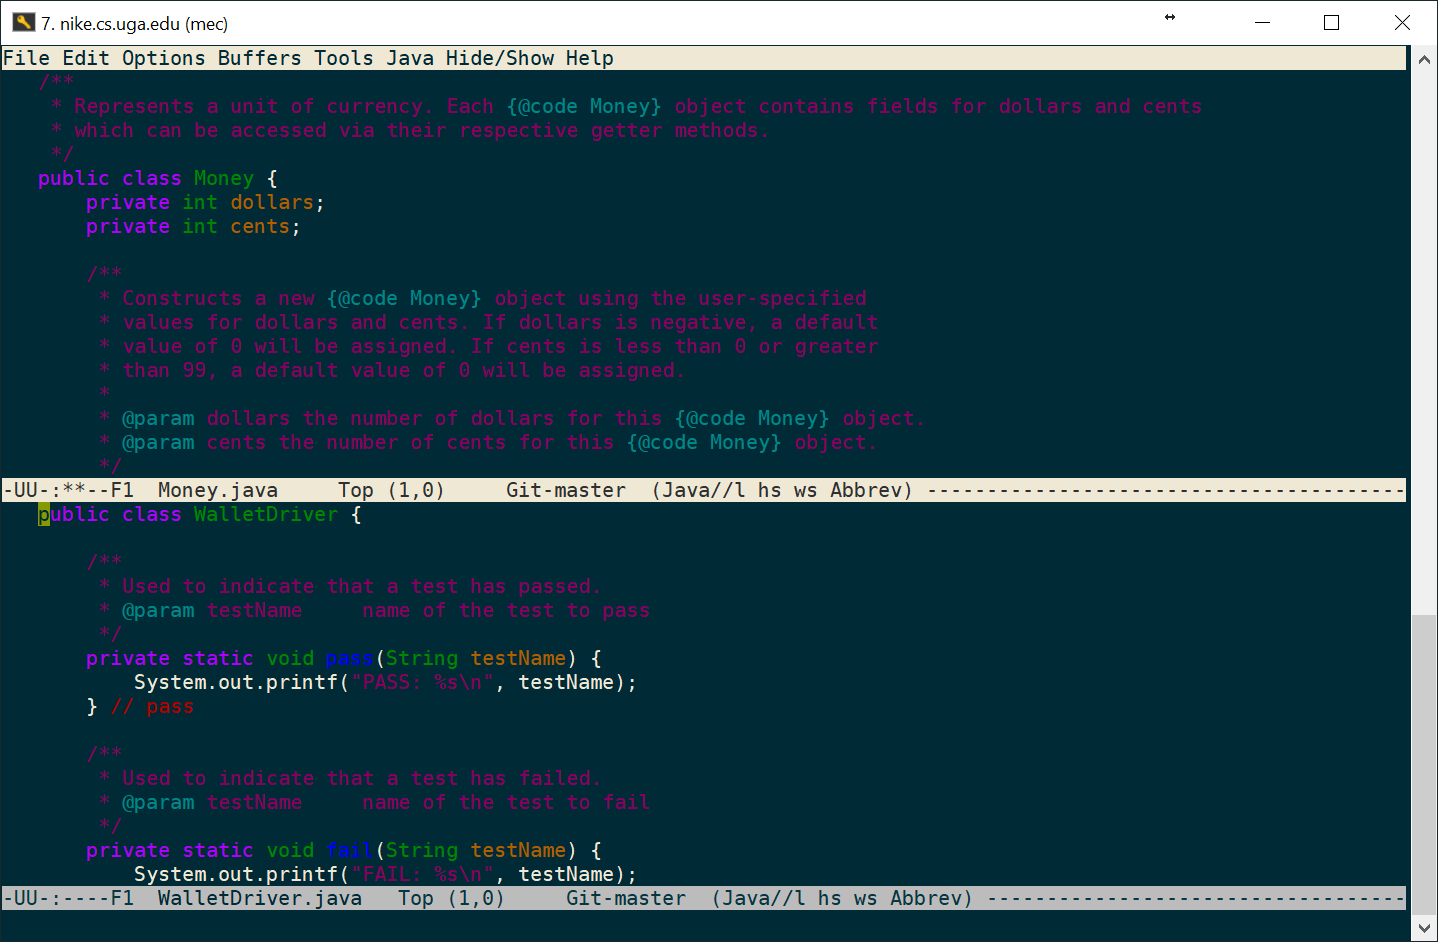 7. nike.cs.uga.edu (mec)
File Edit Options Buffers Tools Java Hide/Show Help
/**
 * Represents a unit of currency. Each {@code Money} object contains fields for dollars and cents
 * which can be accessed via their respective getter methods.
 */
public class Money {
    private int dollars;
    private int cents;

    /**
     * Constructs a new {@code Money} object using the user-specified
     * values for dollars and cents. If dollars is negative, a default
     * value of 0 will be assigned. If cents is less than 0 or greater
     * than 99, a default value of 0 will be assigned.
     *
     * @param dollars the number of dollars for this {@code Money} object.
     * @param cents the number of cents for this {@code Money} object.
     */
-UU-:**--F1  Money.java     Top (1,0)     Git-master  (Java//l hs ws Abbrev) ----------------------------------------
public class WalletDriver {

    /**
     * Used to indicate that a test has passed.
     * @param testName     name of the test to pass
     */
    private static void pass(String testName) {
        System.out.printf("PASS: %s\n", testName);
    } // pass

    /**
     * Used to indicate that a test has failed.
     * @param testName     name of the test to fail
     */
    private static void fail(String testName) {
        System.out.printf("FAIL: %s\n", testName);
-UU-:----F1  WalletDriver.java   Top (1,0)     Git-master  (Java//l hs ws Abbrev) -----------------------------------